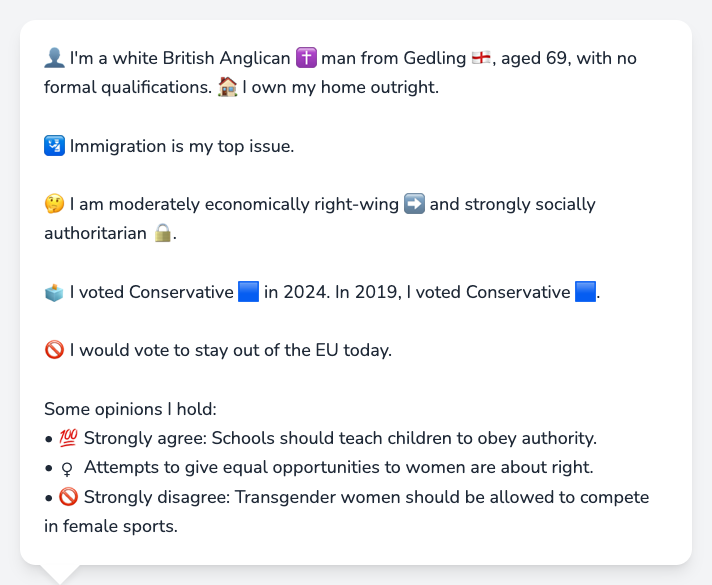 👤 I'm a white British Anglican ✝️ man from Gedling 🏴󠁧󠁢󠁥󠁮󠁧󠁿, aged 69, with no
formal qualifications. 🏠 I own my home outright.
🛂 Immigration is my top issue.
🤔 I am moderately economically right-wing ➡️ and strongly socially
authoritarian 🔒.
🗳️ I voted Conservative 🟦 in 2024. In 2019, I voted Conservative 🟦.
🚫 I would vote to stay out of the EU today.
Some opinions I hold:
• 💯 Strongly agree: Schools should teach children to obey authority.
• ♀ Attempts to give equal opportunities to women are about right.
• 🚫 Strongly disagree: Transgender women should be allowed to compete
in female sports.